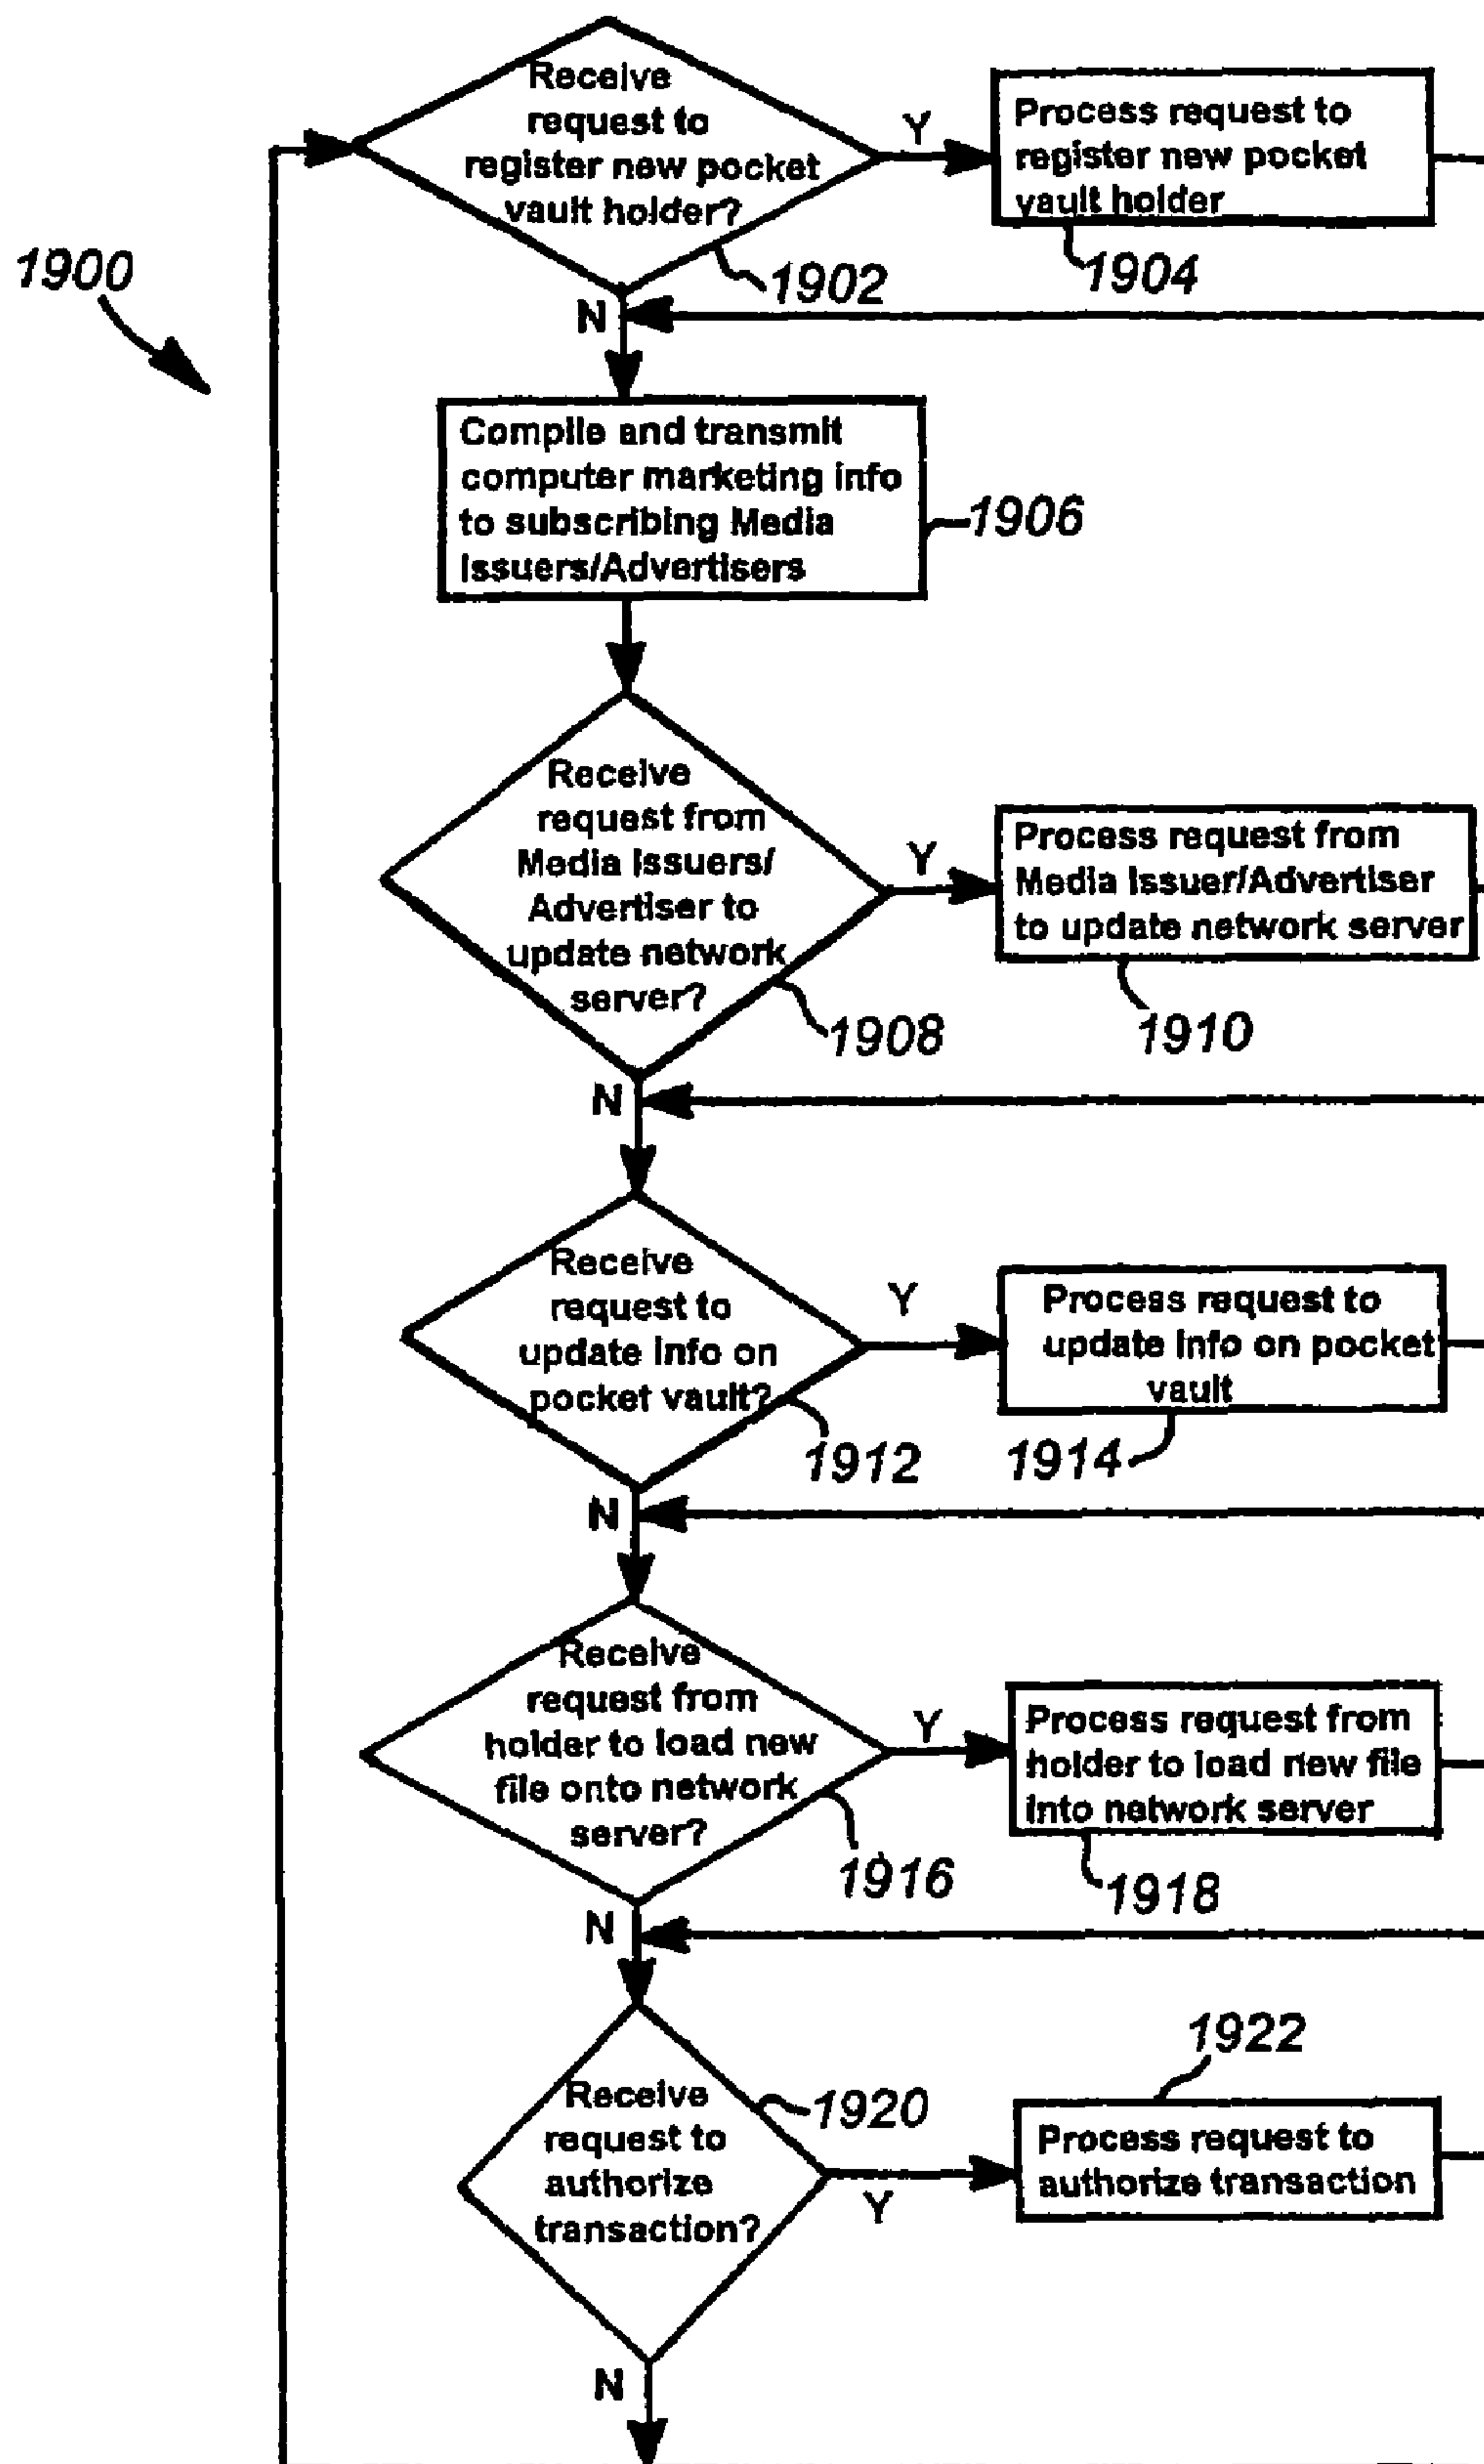 Receive
request to
register new pocket
vault holder?
Y
Process request to
register new pocket
vault holder
1900
1902
1904
N
Compile and transmit
computer marketing info
to subscribing Media
Issuers/Advertisers
1906
Receive
request from
Media Issuers/
Advertiser to
update network
server?
Y
Process request from
Media Issuer/Advertiser
to update network server
1908
1910
N
Receive
request to
update info on
pocket vault?
Y
Process request to
update info on pocket
vault
1912
1914
N
Receive
request from
holder to load new
file onto network
server?
Y
Process request from
holder to load new file
into network server
1916
1918
N
Receive
request to
authorize
transaction?
1920
Y
1922
Process request to
authorize transaction
N